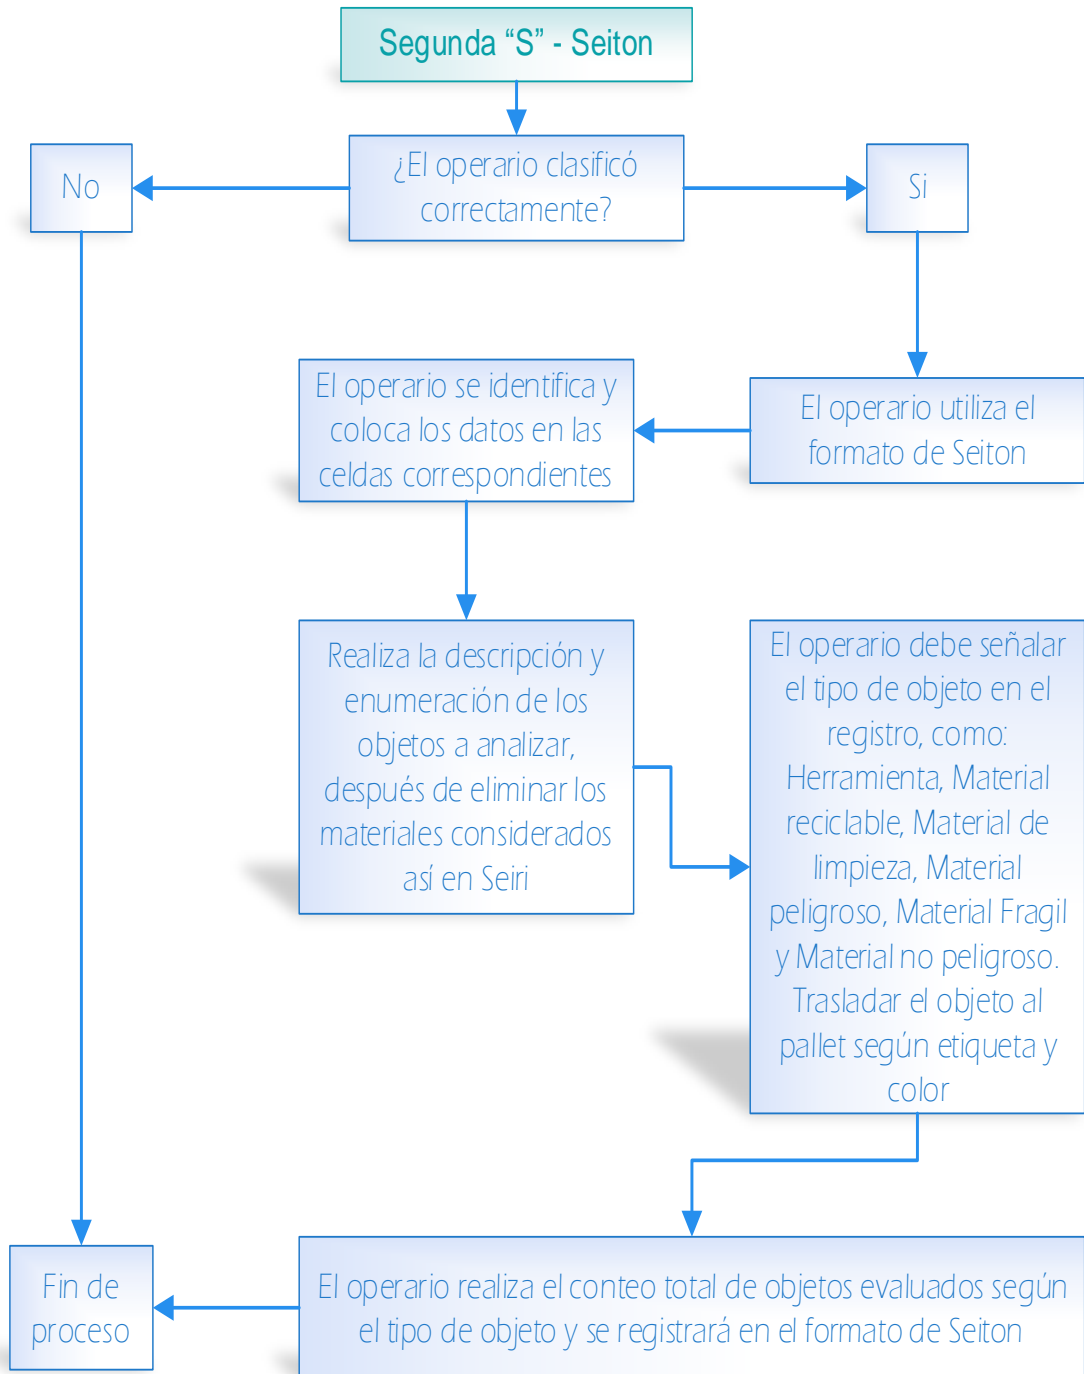 Segunda “S” - Seiton
¿El operario clasificó
correctamente?
No
Si
El operario utiliza el
formato de Seiton
El operario se identifica y
coloca los datos en las
celdas correspondientes
Realiza la descripción y
enumeración de los
objetos a analizar,
después de eliminar los
materiales considerados
así en Seiri
El operario debe señalar
el tipo de objeto en el
registro, como:
Herramienta, Material
reciclable, Material de
limpieza, Material
peligroso, Material Fragil
y Material no peligroso.
Trasladar el objeto al
pallet según etiqueta y
color
El operario realiza el conteo total de objetos evaluados según
el tipo de objeto y se registrará en el formato de Seiton
Fin de
proceso